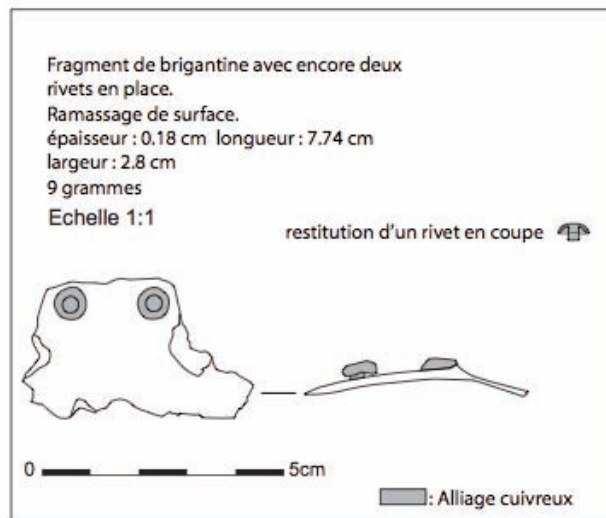 Fragment de brigantine avec encore deux
rivets en place.
Ramassage de surface.
épaisseur : 0.18 cm longueur : 7.74 cm
largeur : 2.8 cm
9 grammes
Echelle 1:1
restitution d'un rivet en coupe
0 5cm
: Alliage cuivreux